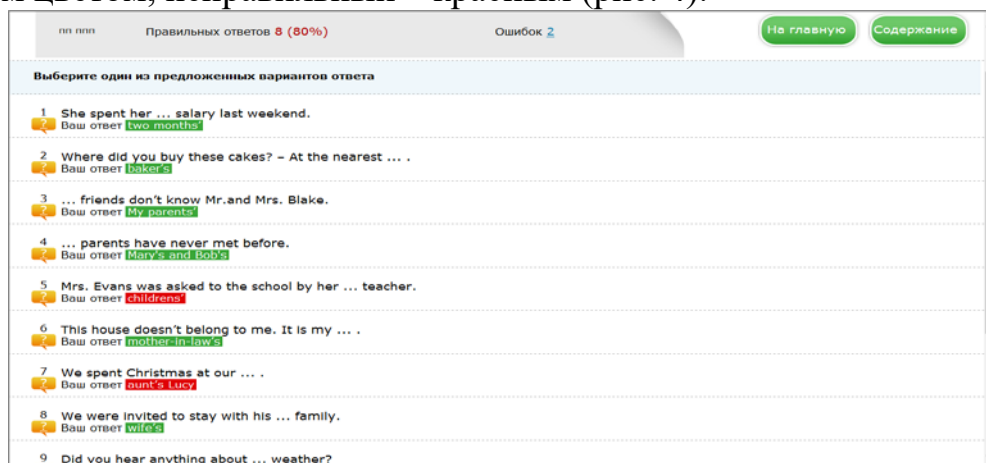 м цветом, неправильных – красным (рис. 4).
пп ппп Правильных ответов 8 (80%) Ошибок 2 На главную Содержание
Выберите один из предложенных вариантов ответа
1 She spent her ... salary last weekend.
? Ваш ответ two months'
2 Where did you buy these cakes? – At the nearest ... .
? Ваш ответ baker's
3 ... friends don't know Mr.and Mrs. Blake.
? Ваш ответ My parents'
4 ... parents have never met before.
? Ваш ответ Mary's and Bob's
5 Mrs. Evans was asked to the school by her ... teacher.
? Ваш ответ childrens'
6 This house doesn't belong to me. It is my ... .
? Ваш ответ mother-in-law's
7 We spent Christmas at our ... .
? Ваш ответ aunt's Lucy
8 We were invited to stay with his ... family.
? Ваш ответ wife's
9 Did you hear anything about ... weather?